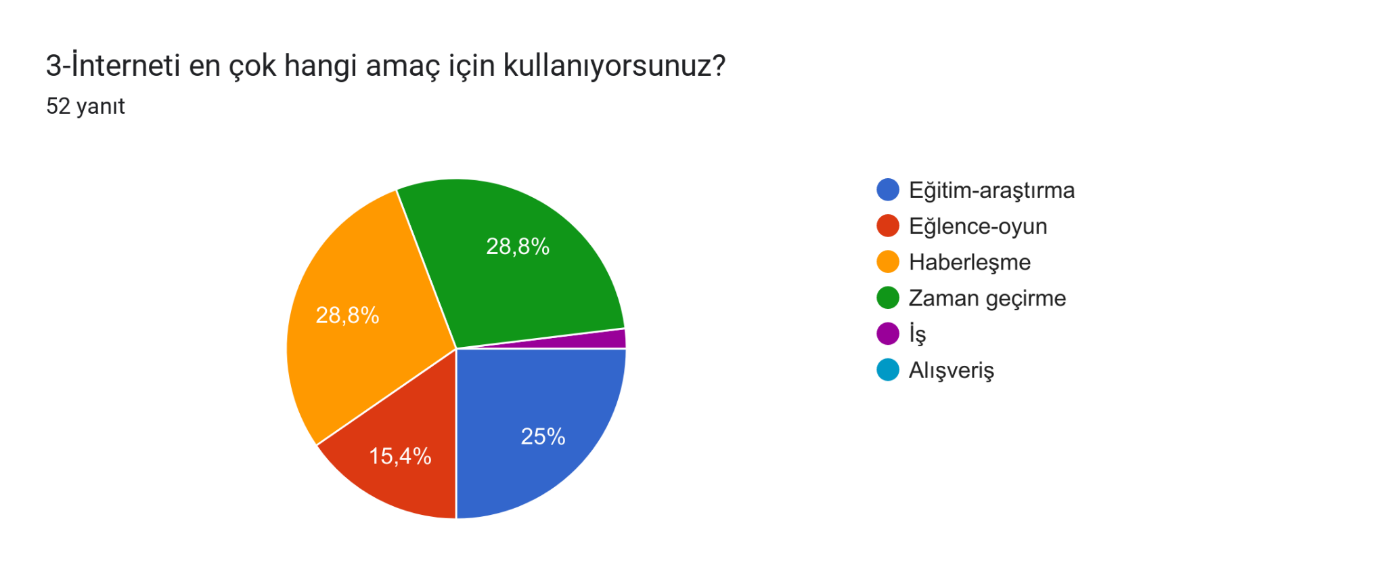 3-İnterneti en çok hangi amaç için kullanıyorsunuz?
52 yanıt
28,8%
28,8%
15,4%
25%
Eğitim-araştırma
Eğlence-oyun
Haberleşme
Zaman geçirme
İş
Alışveriş